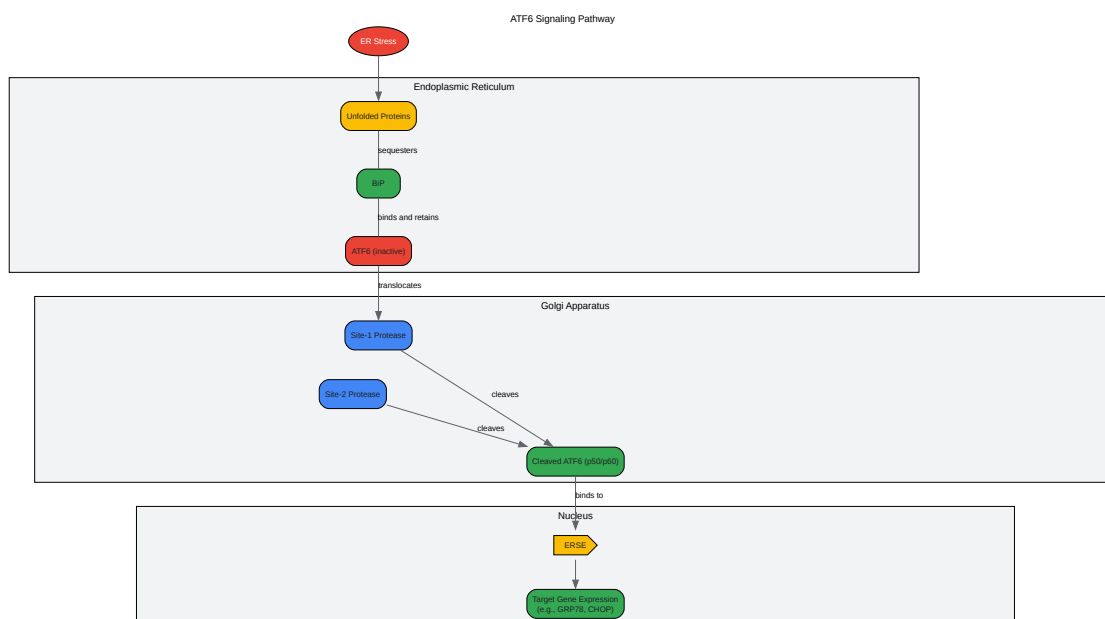 ATF6 Signaling Pathway
ER Stress
Endoplasmic Reticulum
Unfolded Proteins
sequesters
BiP
binds and retains
ATF6 (inactive)
translocates
Golgi Apparatus
Site-1 Protease
Site-2 Protease
cleaves
cleaves
Cleaved ATF6 (p50/p60)
binds to
Nucleus
ERSE
Target Gene Expression
(e.g., GRP78, CHOP)